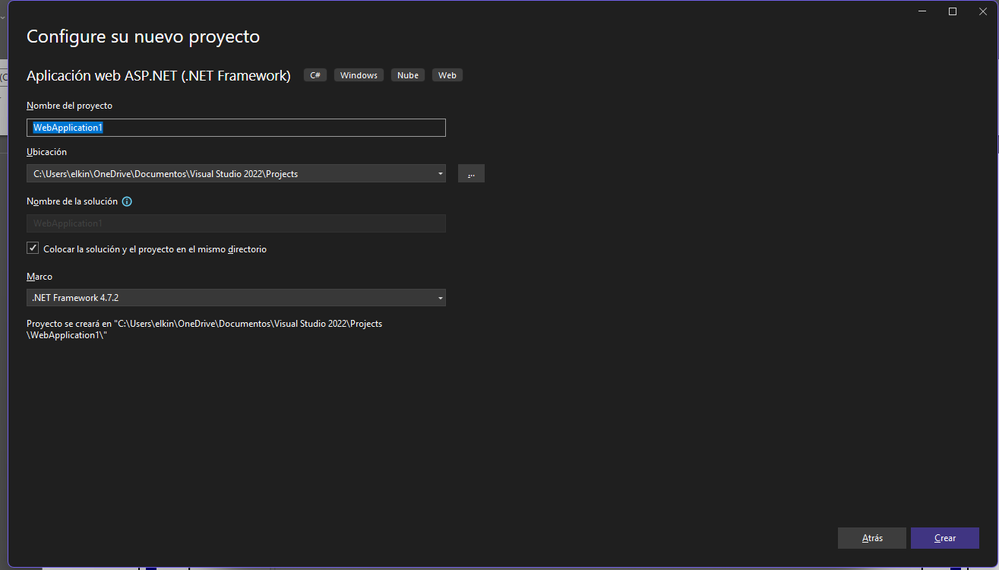 Configure su nuevo proyecto
Aplicación web ASP.NET (.NET Framework) C# Windows Nube Web
Nombre del proyecto
WebApplication1
Ubicación
C:\Users\elkin\OneDrive\Documentos\Visual Studio 2022\Projects ...
Nombre de la solución
WebApplication1
Colocar la solución y el proyecto en el mismo directorio
Marco
.NET Framework 4.7.2
Proyecto se creará en "C:\Users\elkin\OneDrive\Documentos\Visual Studio 2022\Projects
\WebApplication1\"
Atrás Crear